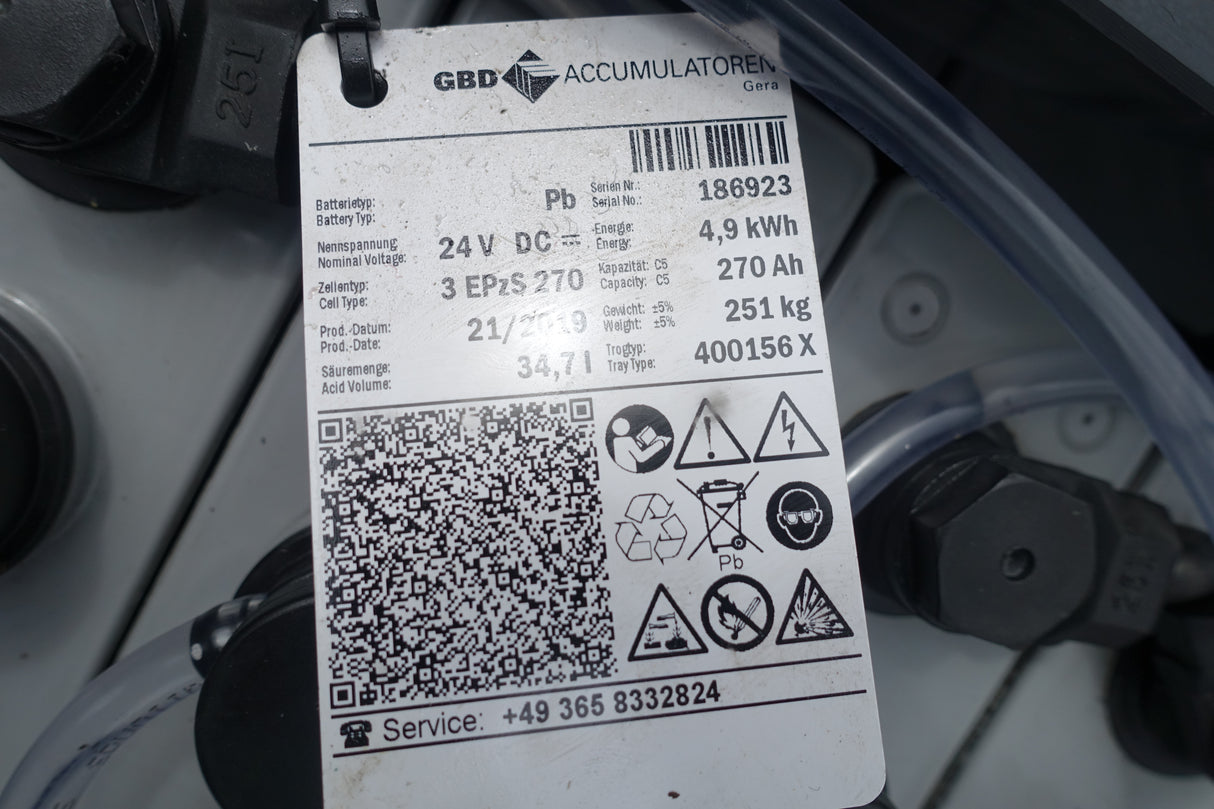 GBD ACCUMULATOREN
Gera
Batterietyp:
Battery Typ:
Pb
Serien Nr.:
Serial No.:
186923
Nennspannung
Nominal Voltage:
24 V DC
Energie:
Energy:
4,9 kWh
Zellentyp:
Cell Type:
3 EPzS 270
Kapazität: C5
Capacity: C5
270 Ah
Prod.-Datum:
Prod.-Date:
21/2019
Gewicht: ±5%
Weight: ±5%
251 kg
Säuremenge:
Acid Volume:
34,7 l
Trogtyp:
Tray Type:
400156 X
Pb
Service: +49 365 8332824
251